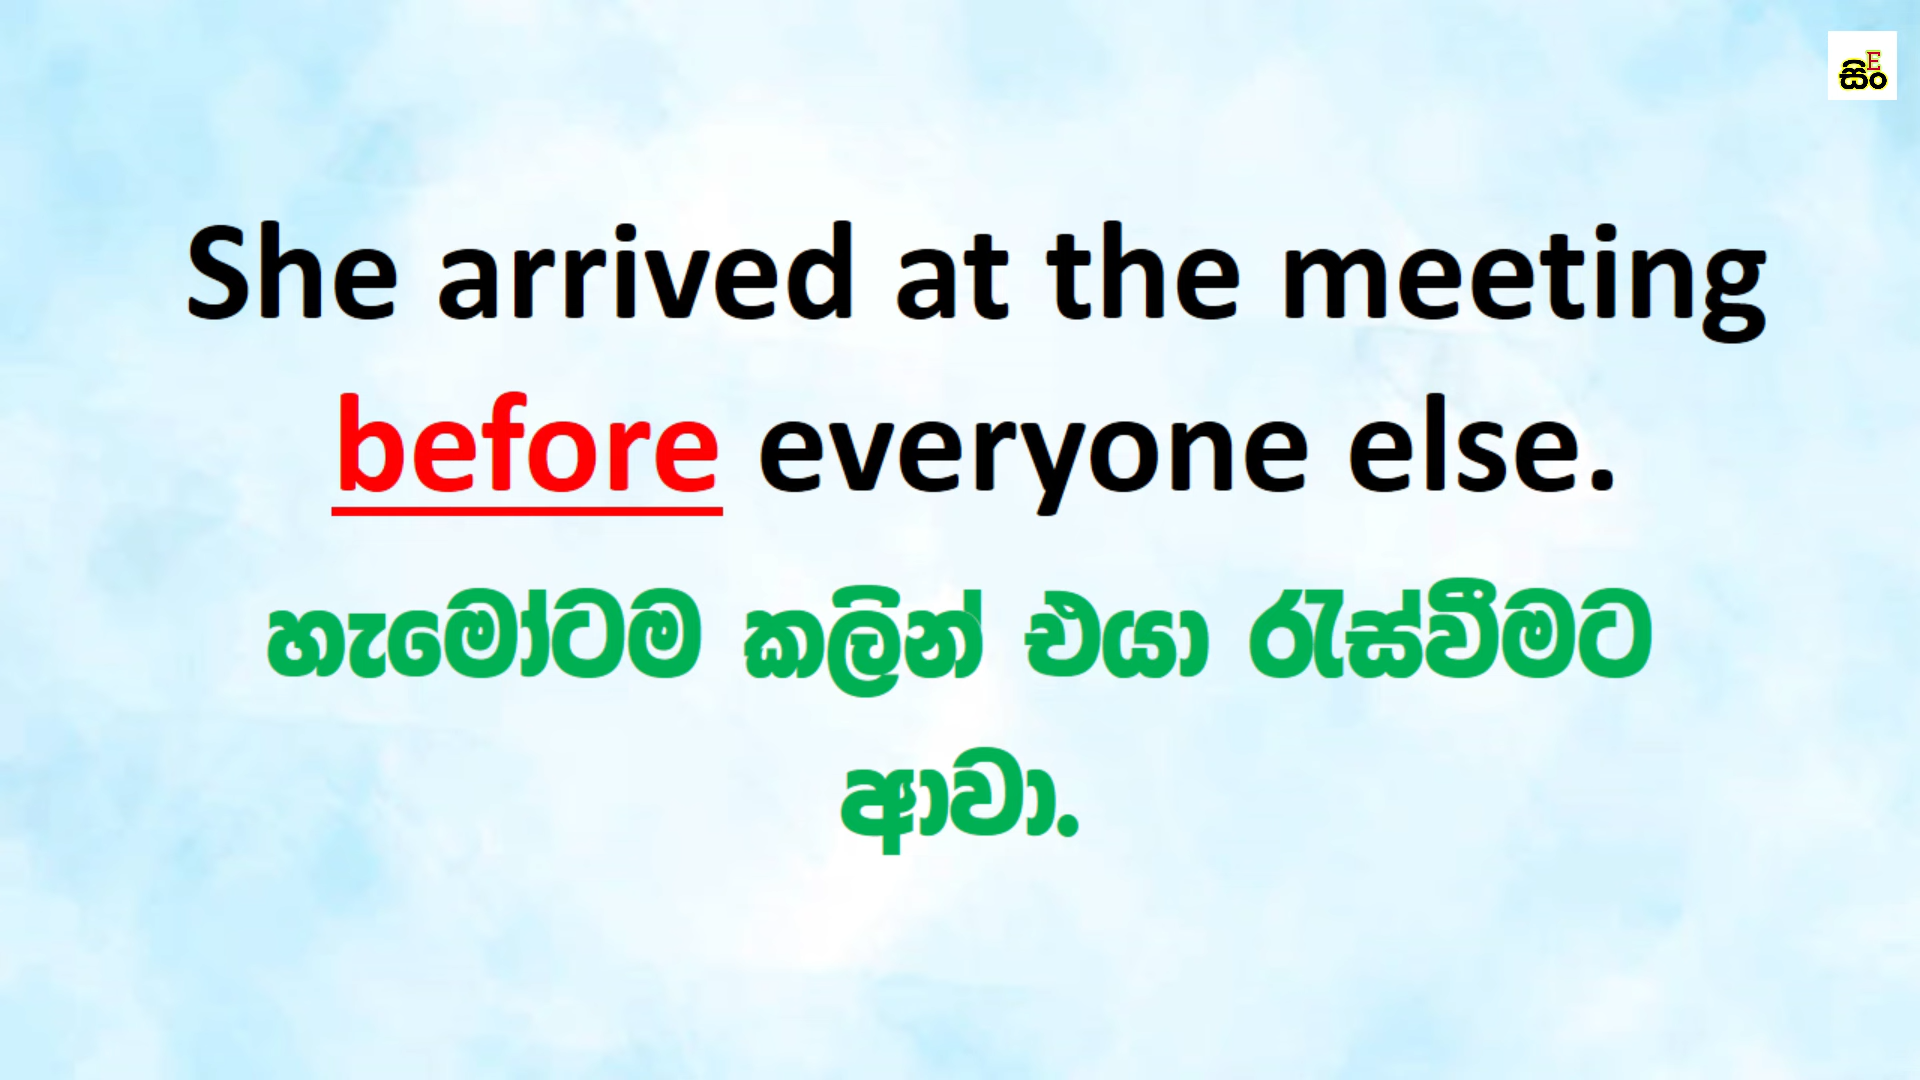 සිං
E
She arrived at the meeting
before everyone else.
හැමෝටම කලින් එයා රැස්වීමට
ආවා.